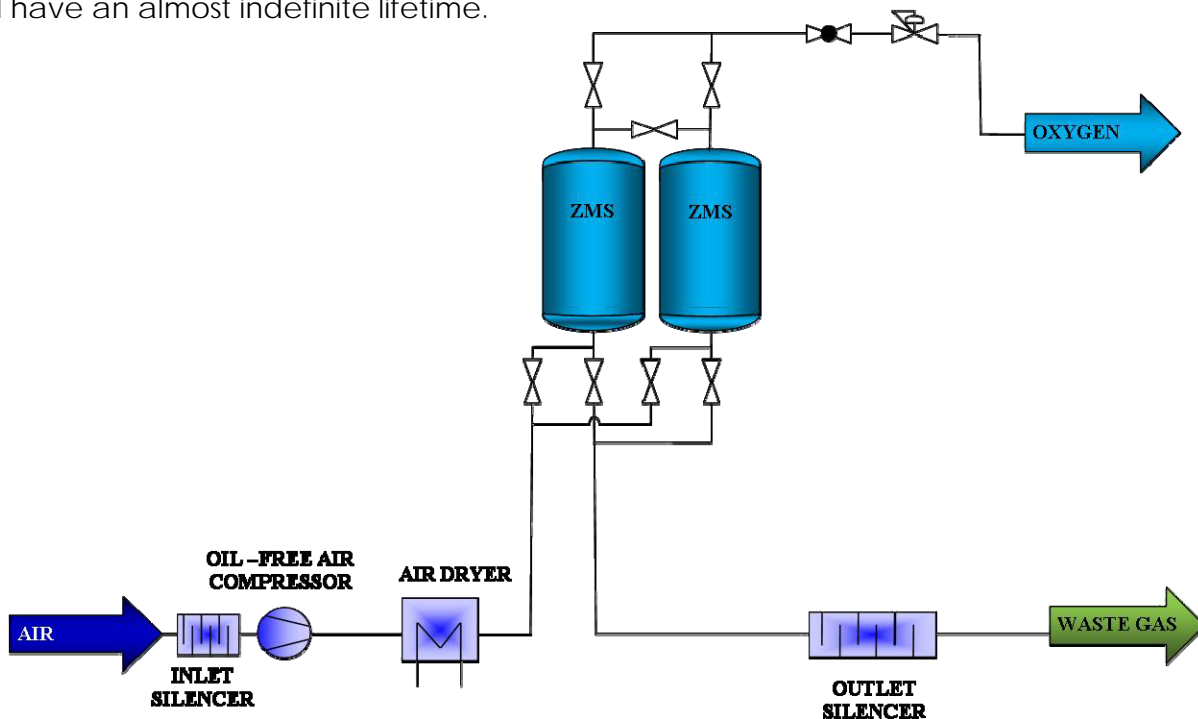 have an almost indefinite lifetime.
OXYGEN
ZMS
ZMS
OIL –FREE AIR
COMPRESSOR
AIR DRYER
AIR
WASTE GAS
INLET
SILENCER
OUTLET
SILENCER